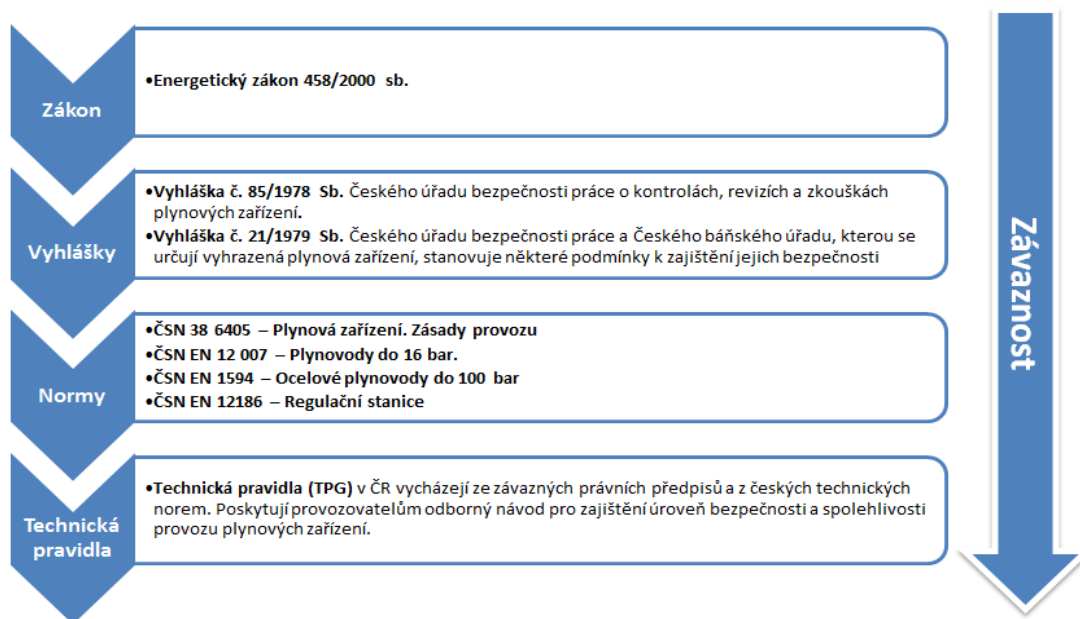 Zákon
•Energetický zákon 458/2000 sb.
Vyhlášky
•Vyhláška č. 85/1978 Sb. Českého úřadu bezpečnosti práce o kontrolách, revizích a zkouškách
plynových zařízení.
•Vyhláška č. 21/1979 Sb. Českého úřadu bezpečnosti práce a Českého báňského úřadu, kterou se
určují vyhrazená plynová zařízení, stanovuje některé podmínky k zajištění jejich bezpečnosti
Normy
•ČSN 38 6405 – Plynová zařízení. Zásady provozu
•ČSN EN 12 007 – Plynovody do 16 bar.
•ČSN EN 1594 – Ocelové plynovody do 100 bar
•ČSN EN 12186 – Regulační stanice
Technická
pravidla
•Technická pravidla (TPG) v ČR vycházejí ze závazných právních předpisů a z českých technických
norem. Poskytují provozovatelům odborný návod pro zajištění úroveň bezpečnosti a spolehlivosti
provozu plynových zařízení.
Závaznost